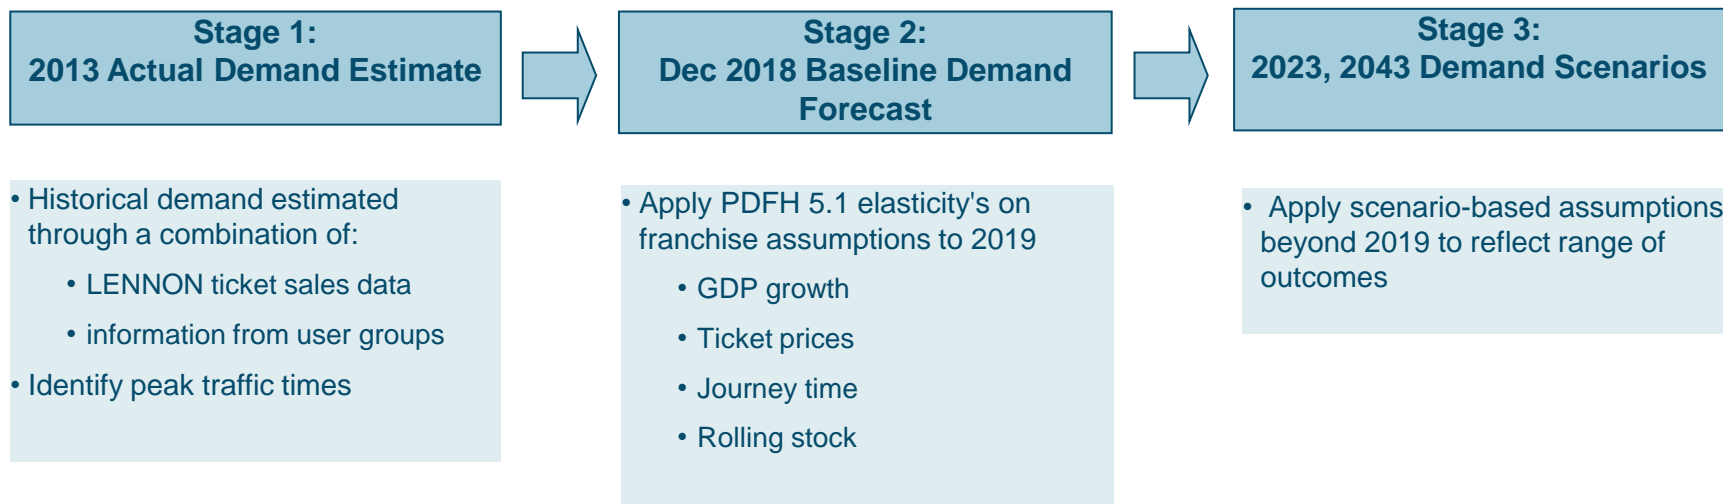 Stage 1:
2013 Actual Demand Estimate
• Historical demand estimated
through a combination of:
• LENNON ticket sales data
• information from user groups
• Identify peak traffic times
Stage 2:
Dec 2018 Baseline Demand
Forecast
• Apply PDFH 5.1 elasticity's on
franchise assumptions to 2019
• GDP growth
• Ticket prices
• Journey time
• Rolling stock
Stage 3:
2023, 2043 Demand Scenarios
• Apply scenario-based assumptions
beyond 2019 to reflect range of
outcomes